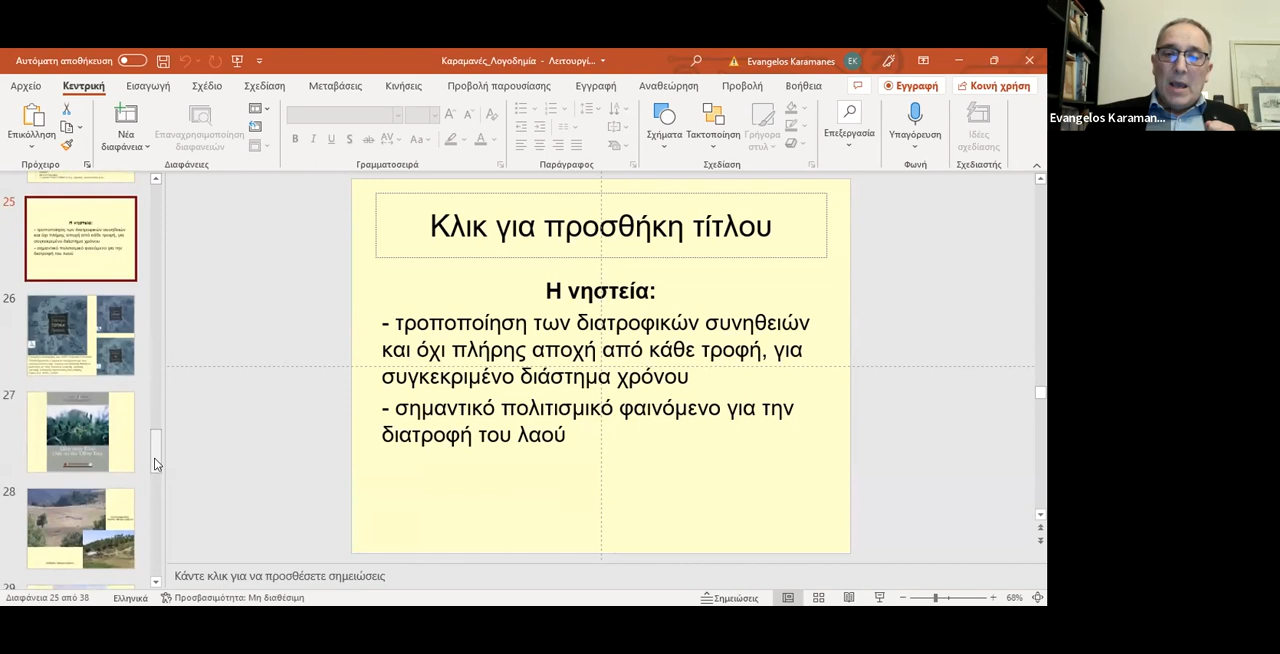 Αυτόματη αποθήκευση
Καραμανές_Λογοδημία - Λειτουργί...
Evangelos Karamanes
EK
Αρχείο
Κεντρική
Εισαγωγή
Σχέδιο
Σχεδίαση
Μεταβάσεις
Κινήσεις
Προβολή παρουσίασης
Εγγραφή
Αναθεώρηση
Προβολή
Βοήθεια
Εγγραφή
Κοινή χρήση
Επικόλληση
Νέα
διαφάνεια
Επαναχρησιμοποίηση
διαφανειών
Σχήματα
Τακτοποίηση
Γρήγορα
στυλ
Επεξεργασία
Υπαγόρευση
Ιδέες
σχεδίασης
Πρόχειρο
Διαφάνειες
Γραμματοσειρά
Παράγραφος
Σχεδίαση
Φωνή
Σχεδιαστής
Evangelos Karaman...
25
26
27
28
29
Κλικ για προσθήκη τίτλου
Η νηστεία:
- τροποποίηση των διατροφικών συνηθειών
και όχι πλήρης αποχή από κάθε τροφή, για
συγκεκριμένο διάστημα χρόνου
- σημαντικό πολιτισμικό φαινόμενο για την
διατροφή του λαού
Κάντε κλικ για να προσθέσετε σημειώσεις
Διαφάνεια 25 από 38
Ελληνικά
Προσβασιμότητα: Μη διαθέσιμη
Σημειώσεις
68%